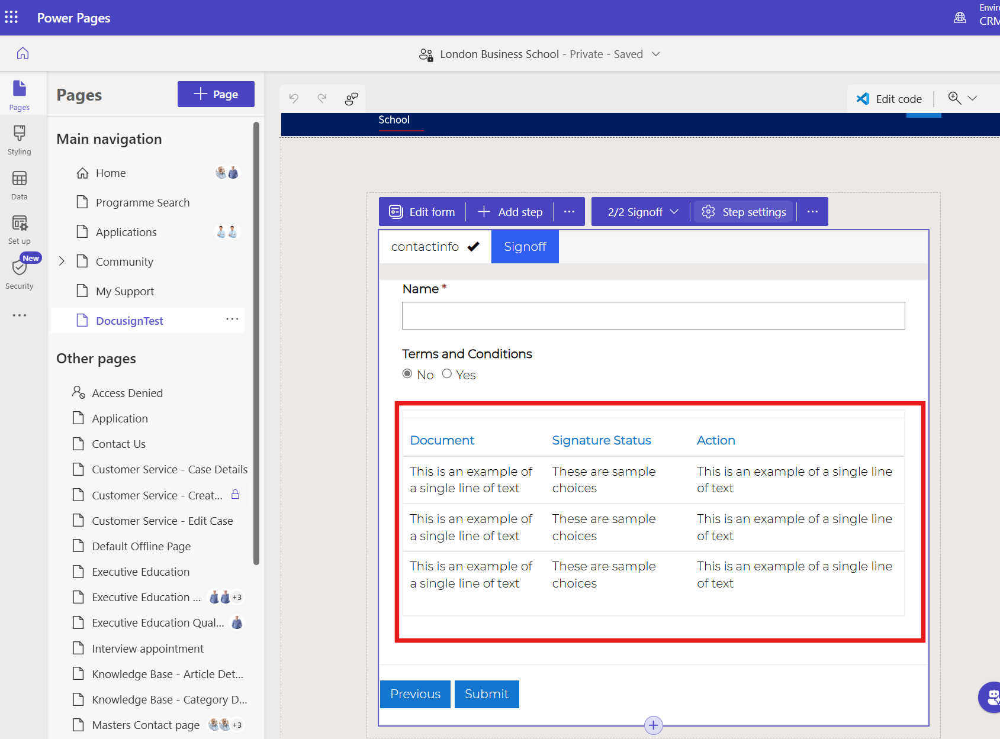 Power Pages
Enviro
CRM
London Business School - Private - Saved
Pages
Styling
Data
Set up
New
Security
Pages
+ Page
Main navigation
Home
Programme Search
Applications
Community
My Support
DocusignTest
Other pages
Access Denied
Application
Contact Us
Customer Service - Case Details
Customer Service - Creat...
Customer Service - Edit Case
Default Offline Page
Executive Education
Executive Education ... +3
Executive Education Qual...
Interview appointment
Knowledge Base - Article Det...
Knowledge Base - Category D...
Masters Contact page +3
Edit code
School
Edit form + Add step ... 2/2 Signoff Step settings ...
contactinfo ✔ Signoff
Name *
Terms and Conditions
No Yes
Document Signature Status Action
This is an example of These are sample This is an example of a single line
a single line of text choices of text
This is an example of These are sample This is an example of a single line
a single line of text choices of text
This is an example of These are sample This is an example of a single line
a single line of text choices of text
Previous Submit